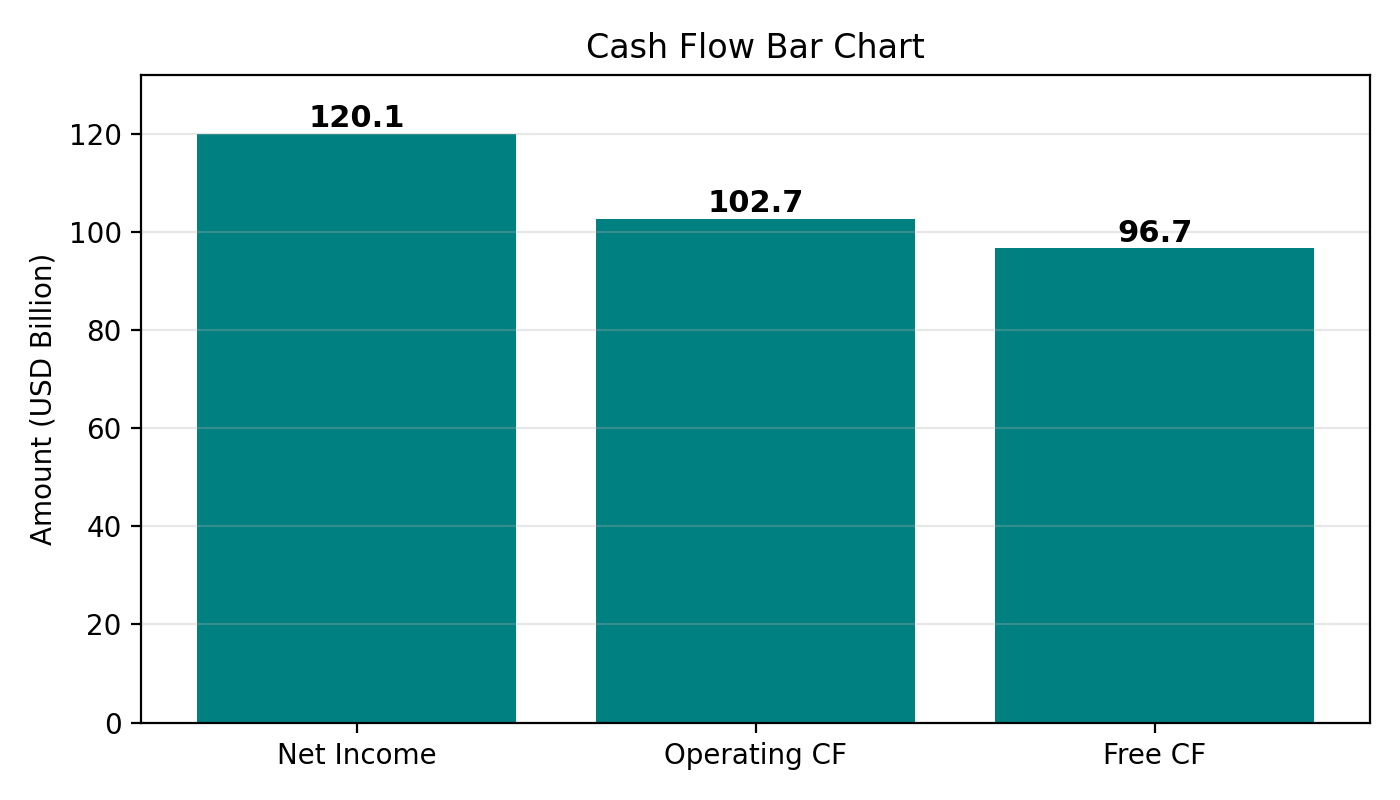 Cash Flow Bar Chart
Amount (USD Billion)
120
100
80
60
40
20
0
120.1
102.7
96.7
Net Income
Operating CF
Free CF